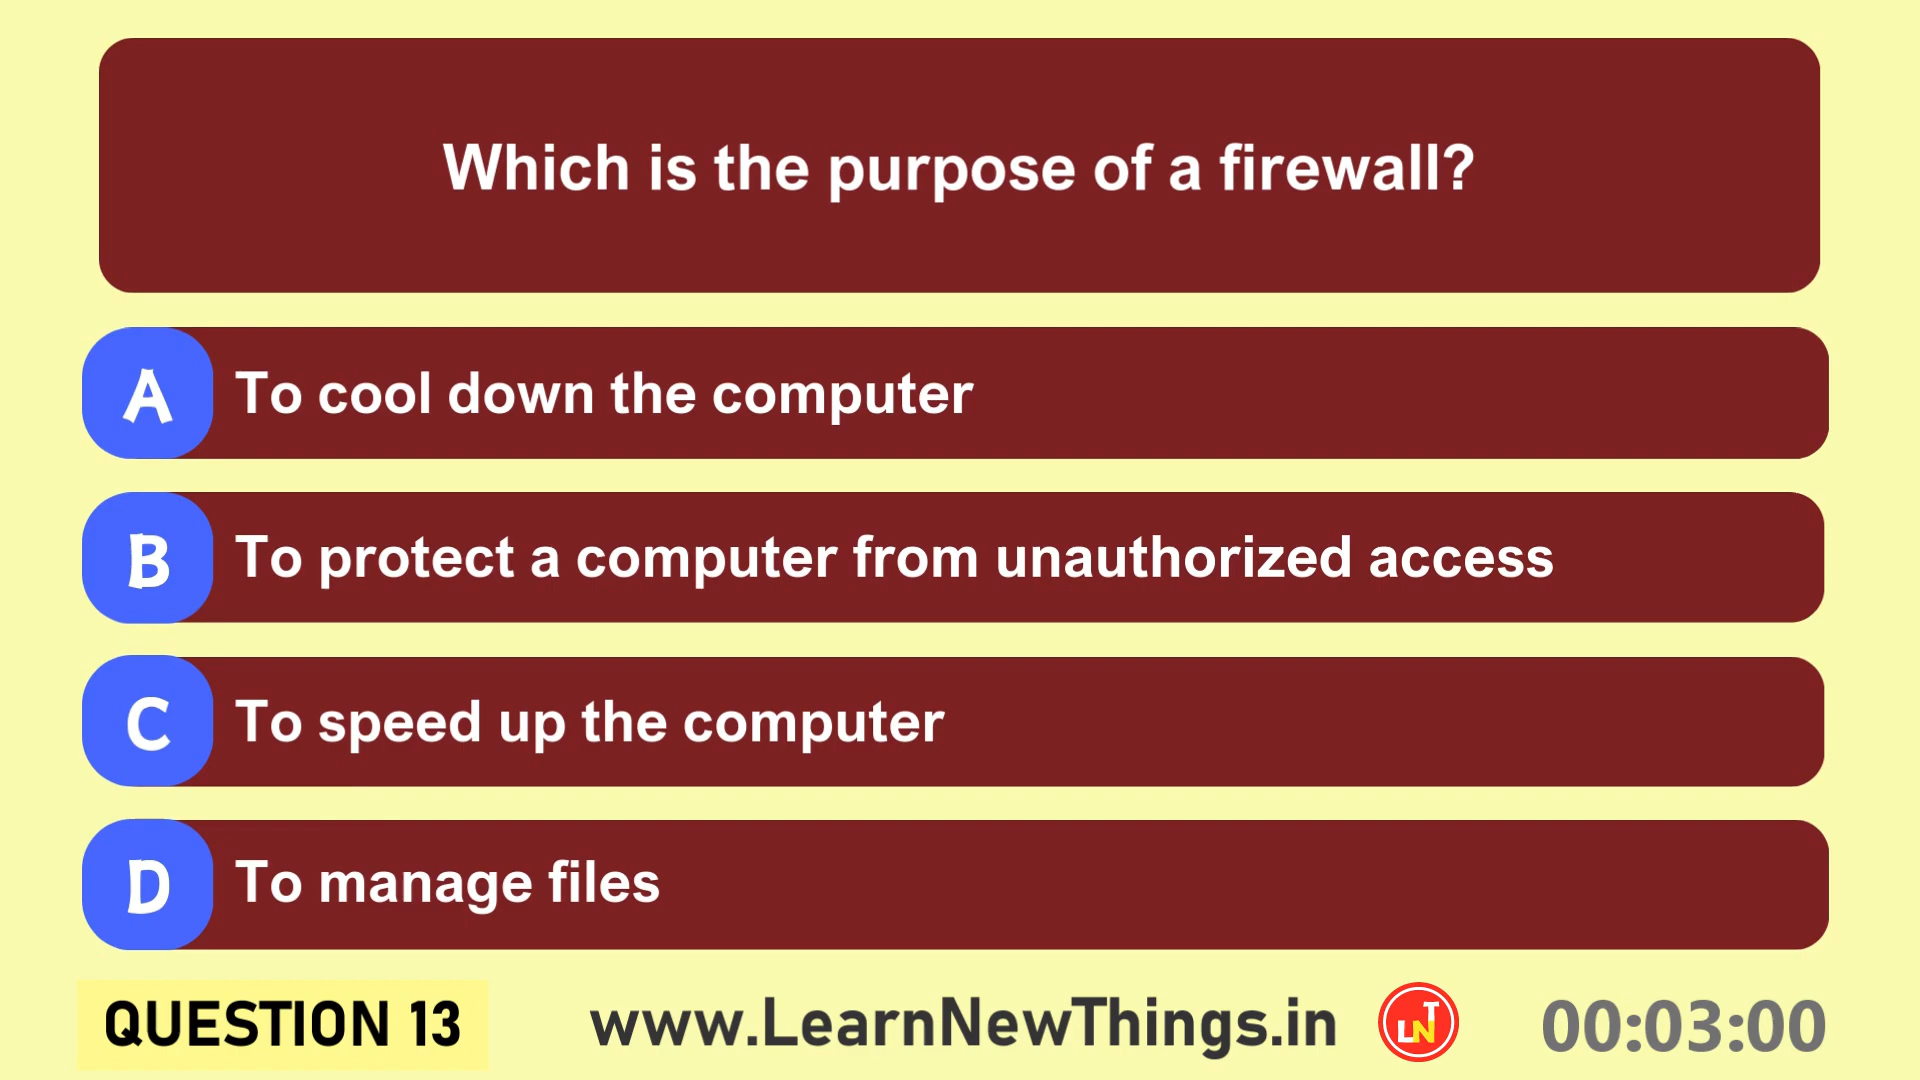 Which is the purpose of a firewall?
A To cool down the computer
B To protect a computer from unauthorized access
C To speed up the computer
D To manage files
QUESTION 13 www.LearnNewThings.in LNT 00:03:00